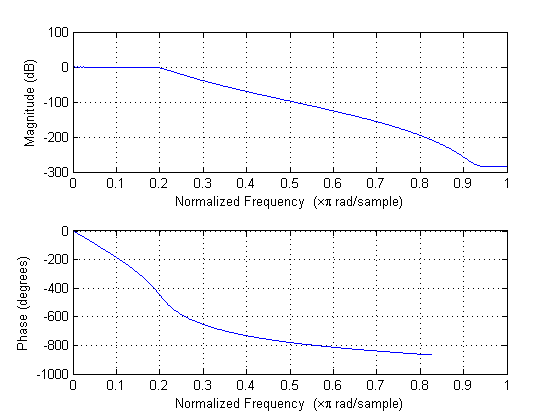 100
0
-100
-200
-300
Magnitude (dB)
0 0.1 0.2 0.3 0.4 0.5 0.6 0.7 0.8 0.9 1
Normalized Frequency (×π rad/sample)
0
-200
-400
-600
-800
-1000
Phase (degrees)
0 0.1 0.2 0.3 0.4 0.5 0.6 0.7 0.8 0.9 1
Normalized Frequency (×π rad/sample)